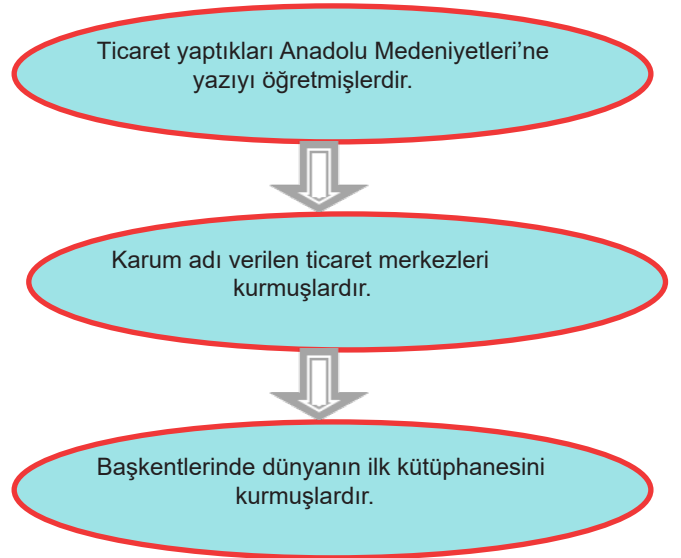 Ticaret yaptıkları Anadolu Medeniyetleri’ne
yazıyı öğretmişlerdir.
Karum adı verilen ticaret merkezleri
kurmuşlardır.
Başkentlerinde dünyanın ilk kütüphanesini
kurmuşlardır.